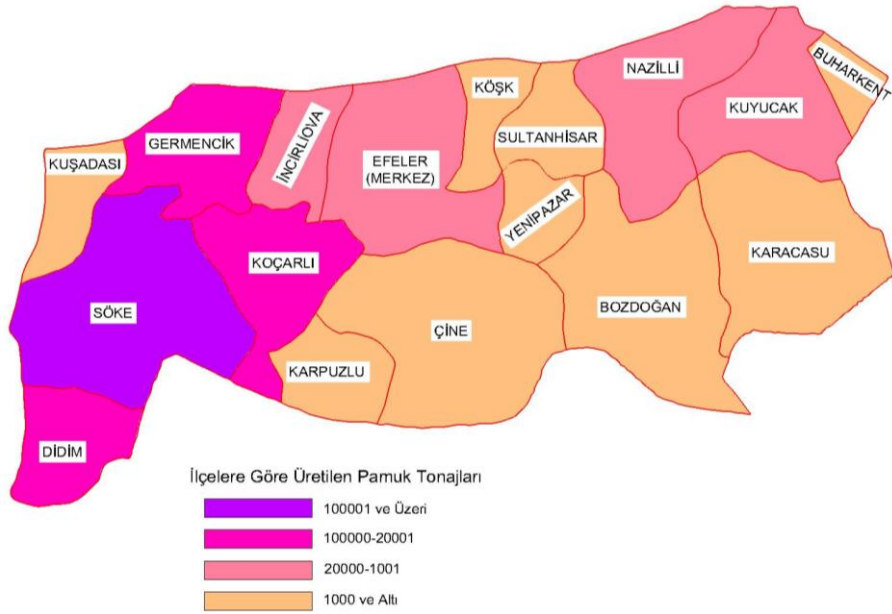 BUHARKENT
NAZİLLİ
KÖŞK
KUYUCAK
GERMENCİK
SULTANHİSAR
KUŞADASI
İNCİRLİOVA
EFELER
(MERKEZ)
YENİPAZAR
KARACASU
KOÇARLI
BOZDOĞAN
SÖKE
ÇİNE
KARPUZLU
DİDİM
İlçelere Göre Üretilen Pamuk Tonajları
100001 ve Üzeri
100000-20001
20000-1001
1000 ve Altı